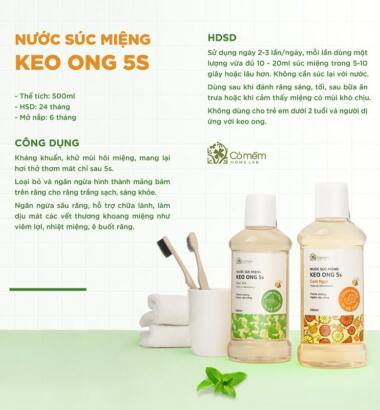 NƯỚC SÚC MIỆNG
KEO ONG 5S
- Thể tích: 500ml
- HSD: 24 tháng
- Mở nắp: 6 tháng
CÔNG DỤNG
Kháng khuẩn, khử mùi hôi miệng, mang lại
hơi thở thơm mát chỉ sau 5s.
Loại bỏ và ngăn ngừa hình thành mảng bám
trên răng cho răng trắng sạch, sáng khỏe.
Ngăn ngừa sâu răng, hỗ trợ chữa lành, làm
dịu mát các vết thương khoang miệng như
viêm lợi, nhiệt miệng, ê buốt răng.
HDSD
Sử dụng ngày 2-3 lần/ngày, mỗi lần dùng một
lượng vừa đủ 10 - 20ml súc miệng trong 5-10
giây hoặc lâu hơn. Không cần súc lại với nước.
Dùng sau khi đánh răng sáng, tối, sau bữa ăn
trưa hoặc khi cảm thấy miệng có mùi khó chịu.
Không dùng cho trẻ em dưới 2 tuổi và người dị
ứng với keo ong.
Cỏ mềm
HOME LAB
NƯỚC SÚC MIỆNG
KEO ONG 5s
NƯỚC SÚC MIỆNG
KEO ONG 5s
Cam Ngọt